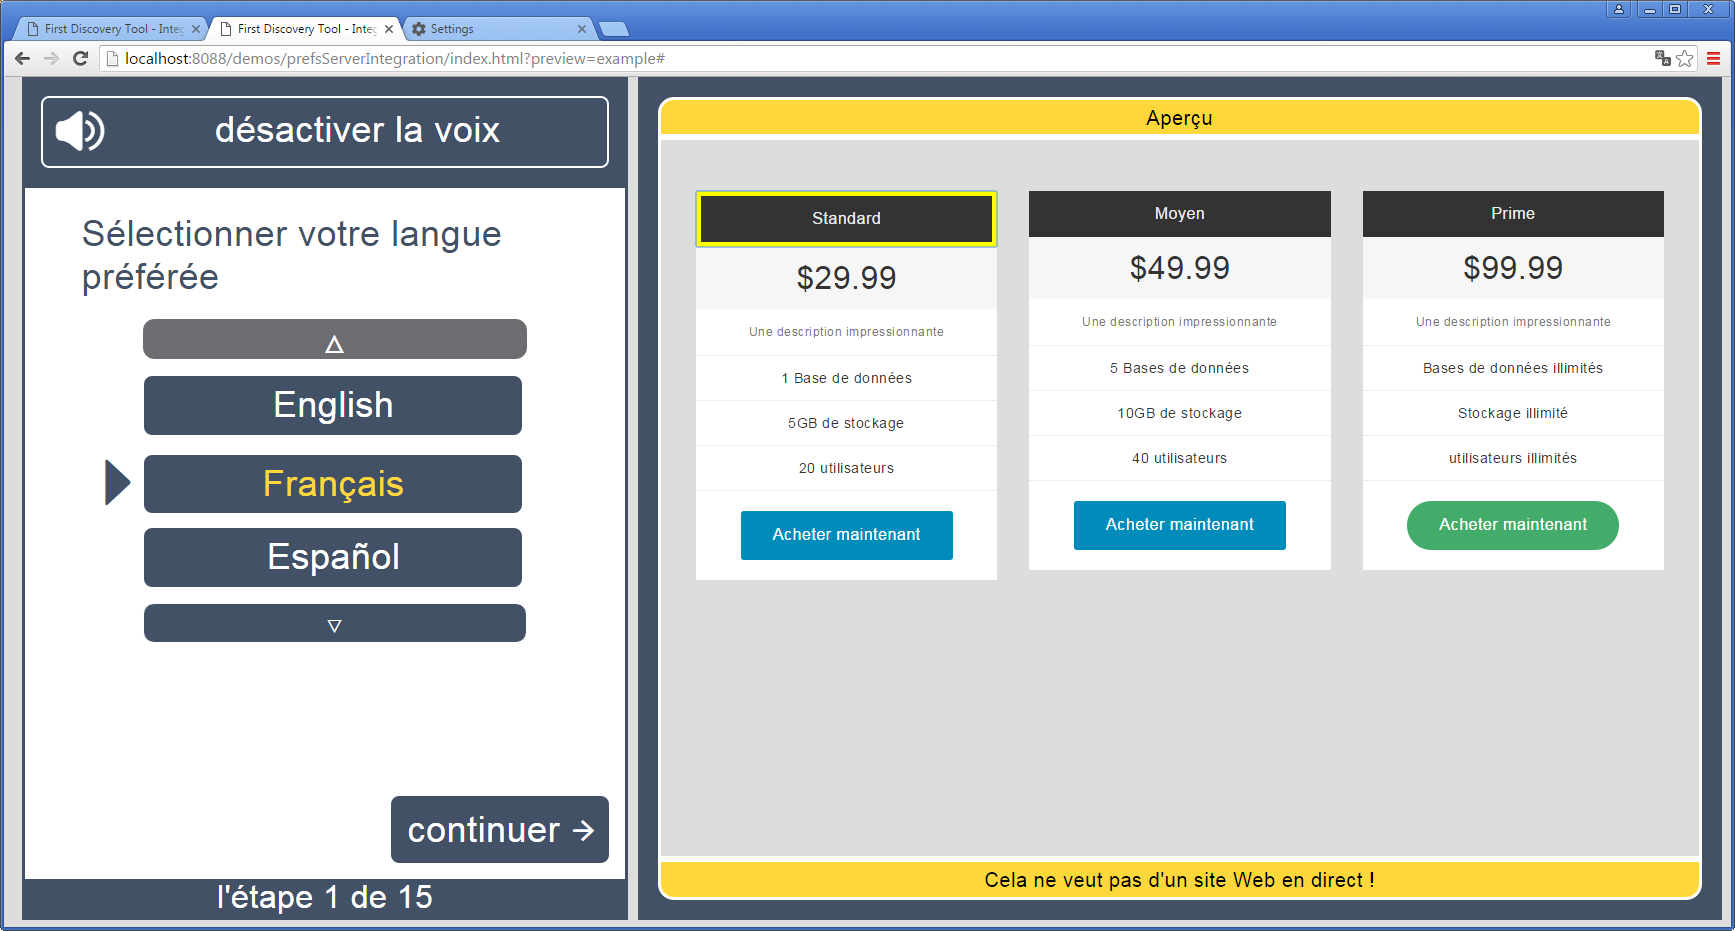 First Discovery Tool - Inte
First Discovery Tool - Inte
Settings
localhost:8088/demos/prefsServerIntegration/index.html?preview=example#
désactiver la voix
Sélectionner votre langue
préférée
English
Français
Español
continuer →
l'étape 1 de 15
Aperçu
Standard
$29.99
Une description impressionnante
1 Base de données
5GB de stockage
20 utilisateurs
Acheter maintenant
Moyen
$49.99
Une description impressionnante
5 Bases de données
10GB de stockage
40 utilisateurs
Acheter maintenant
Prime
$99.99
Une description impressionnante
Bases de données illimités
Stockage illimité
utilisateurs illimités
Acheter maintenant
Cela ne veut pas d'un site Web en direct !